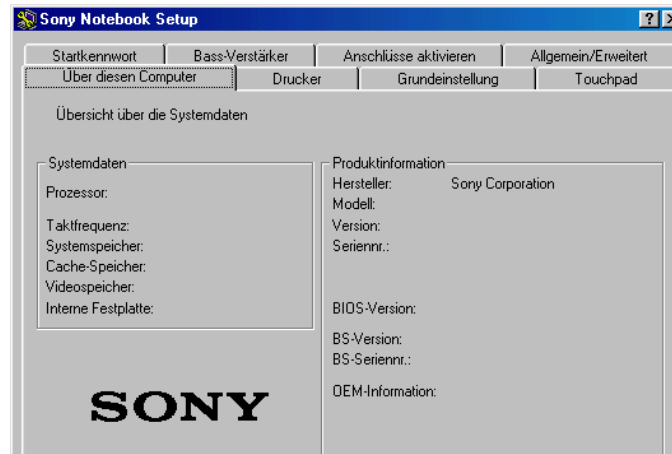 Sony Notebook Setup
Startkennwort Bass-Verstärker Anschlüsse aktivieren Allgemein/Erweitert
Über diesen Computer Drucker Grundeinstellung Touchpad
Übersicht über die Systemdaten
Systemdaten
Prozessor:
Taktfrequenz:
Systemspeicher:
Cache-Speicher:
Videospeicher:
Interne Festplatte:
SONY
Produktinformation
Hersteller: Sony Corporation
Modell:
Version:
Seriennr.:
BIOS-Version:
BS-Version:
BS-Seriennr.:
OEM-Information: